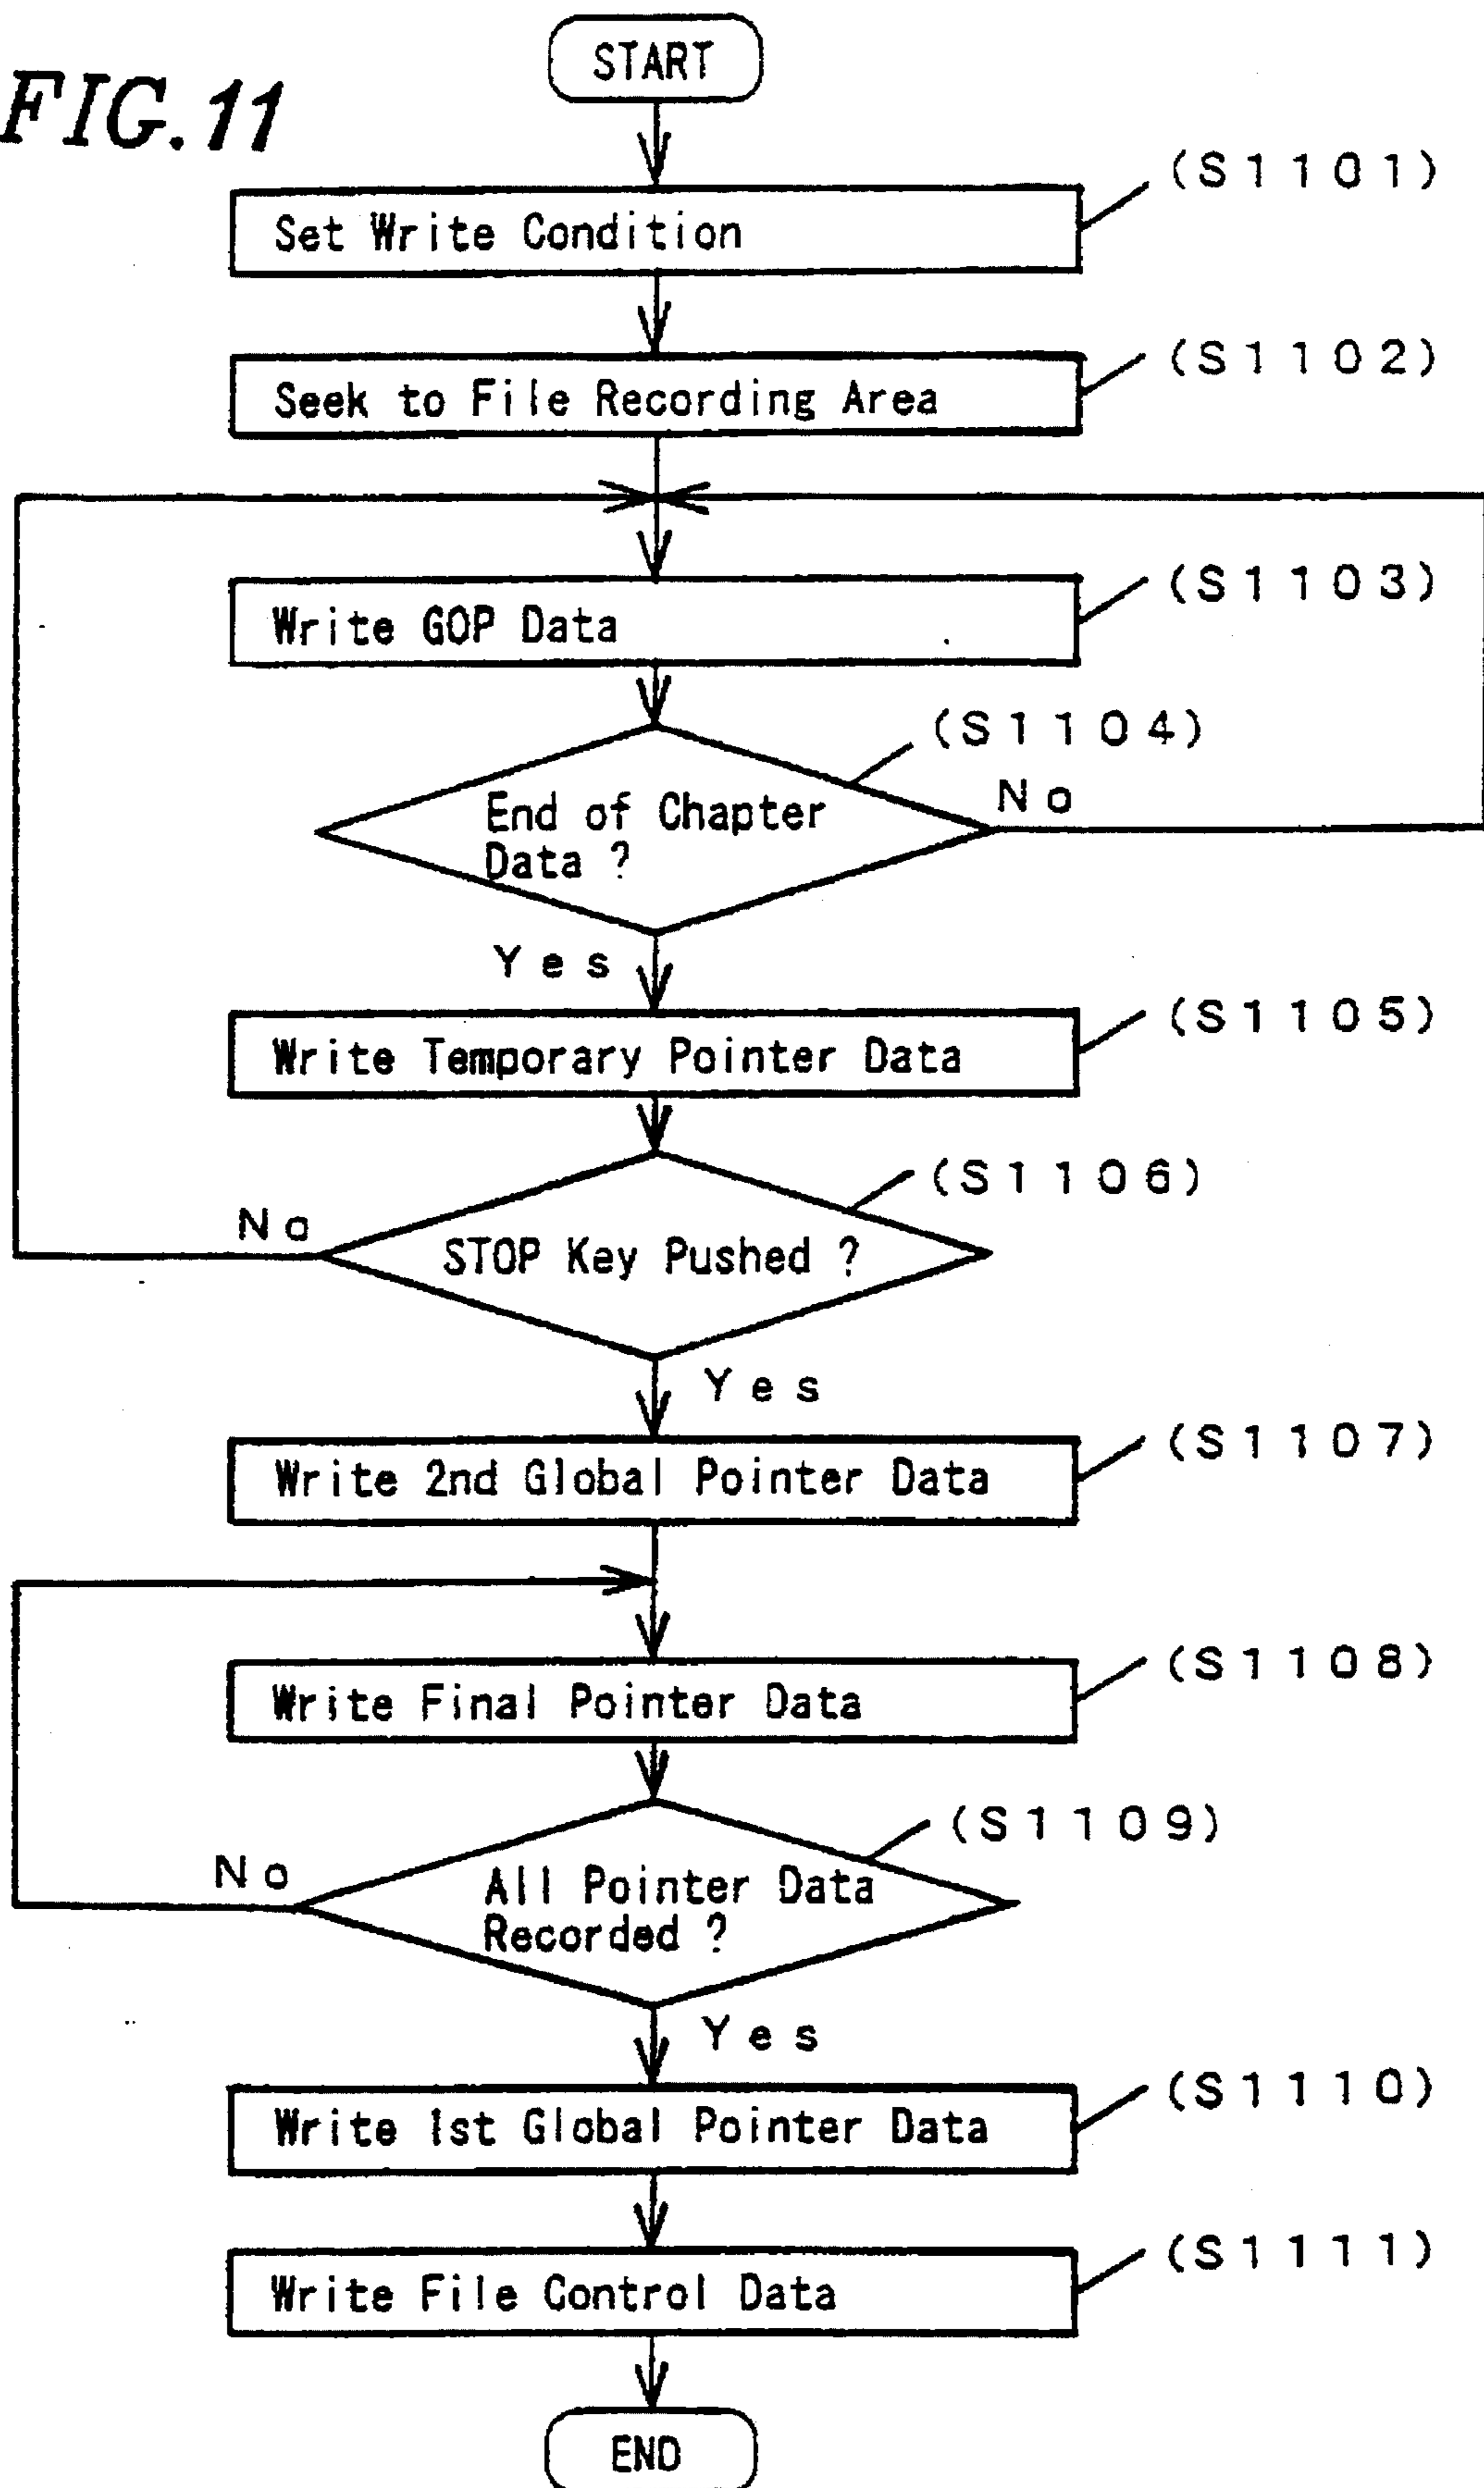 FIG.11
START
(S1101)
Set Write Condition
(S1102)
Seek to File Recording Area
(S1103)
Write GOP Data
(S1104)
No
End of Chapter
Data ?
Yes
(S1105)
Write Temporary Pointer Data
(S1106)
No
STOP Key Pushed ?
Yes
(S1107)
Write 2nd Global Pointer Data
(S1108)
Write Final Pointer Data
(S1109)
No
All Pointer Data
Recorded ?
Yes
(S1110)
Write 1st Global Pointer Data
(S1111)
Write File Control Data
END